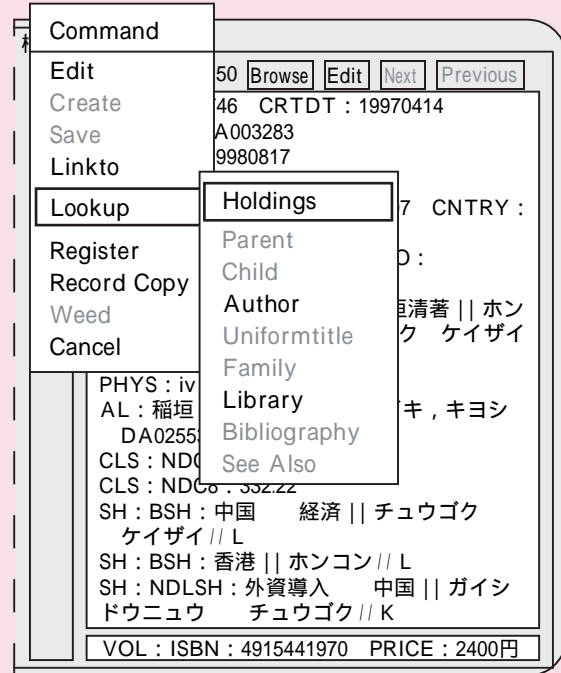 Command
Edit
Create
Save
Linkto
Lookup
Register
Record Copy
Weed
Cancel
Holdings
Parent
Child
Author
Uniformtitle
Family
Library
Bibliography
See Also
50 Browse Edit Next Previous
46 CRTDT : 19970414
A003283
9980817
7 CNTRY :
O :
垣清著 || ホン
ク ケイザイ
PHYS : iv
AL : 稲垣 キ , キヨシ
DA0255
CLS : NDC
CLS : NDC8 : 332.22
SH : BSH : 中国 経済 || チュウゴク
ケイザイ // L
SH : BSH : 香港 || ホンコン // L
SH : NDLSH : 外資導入 中国 || ガイシ
ドウニュウ チュウゴク // K
VOL : ISBN : 4915441970 PRICE : 2400円